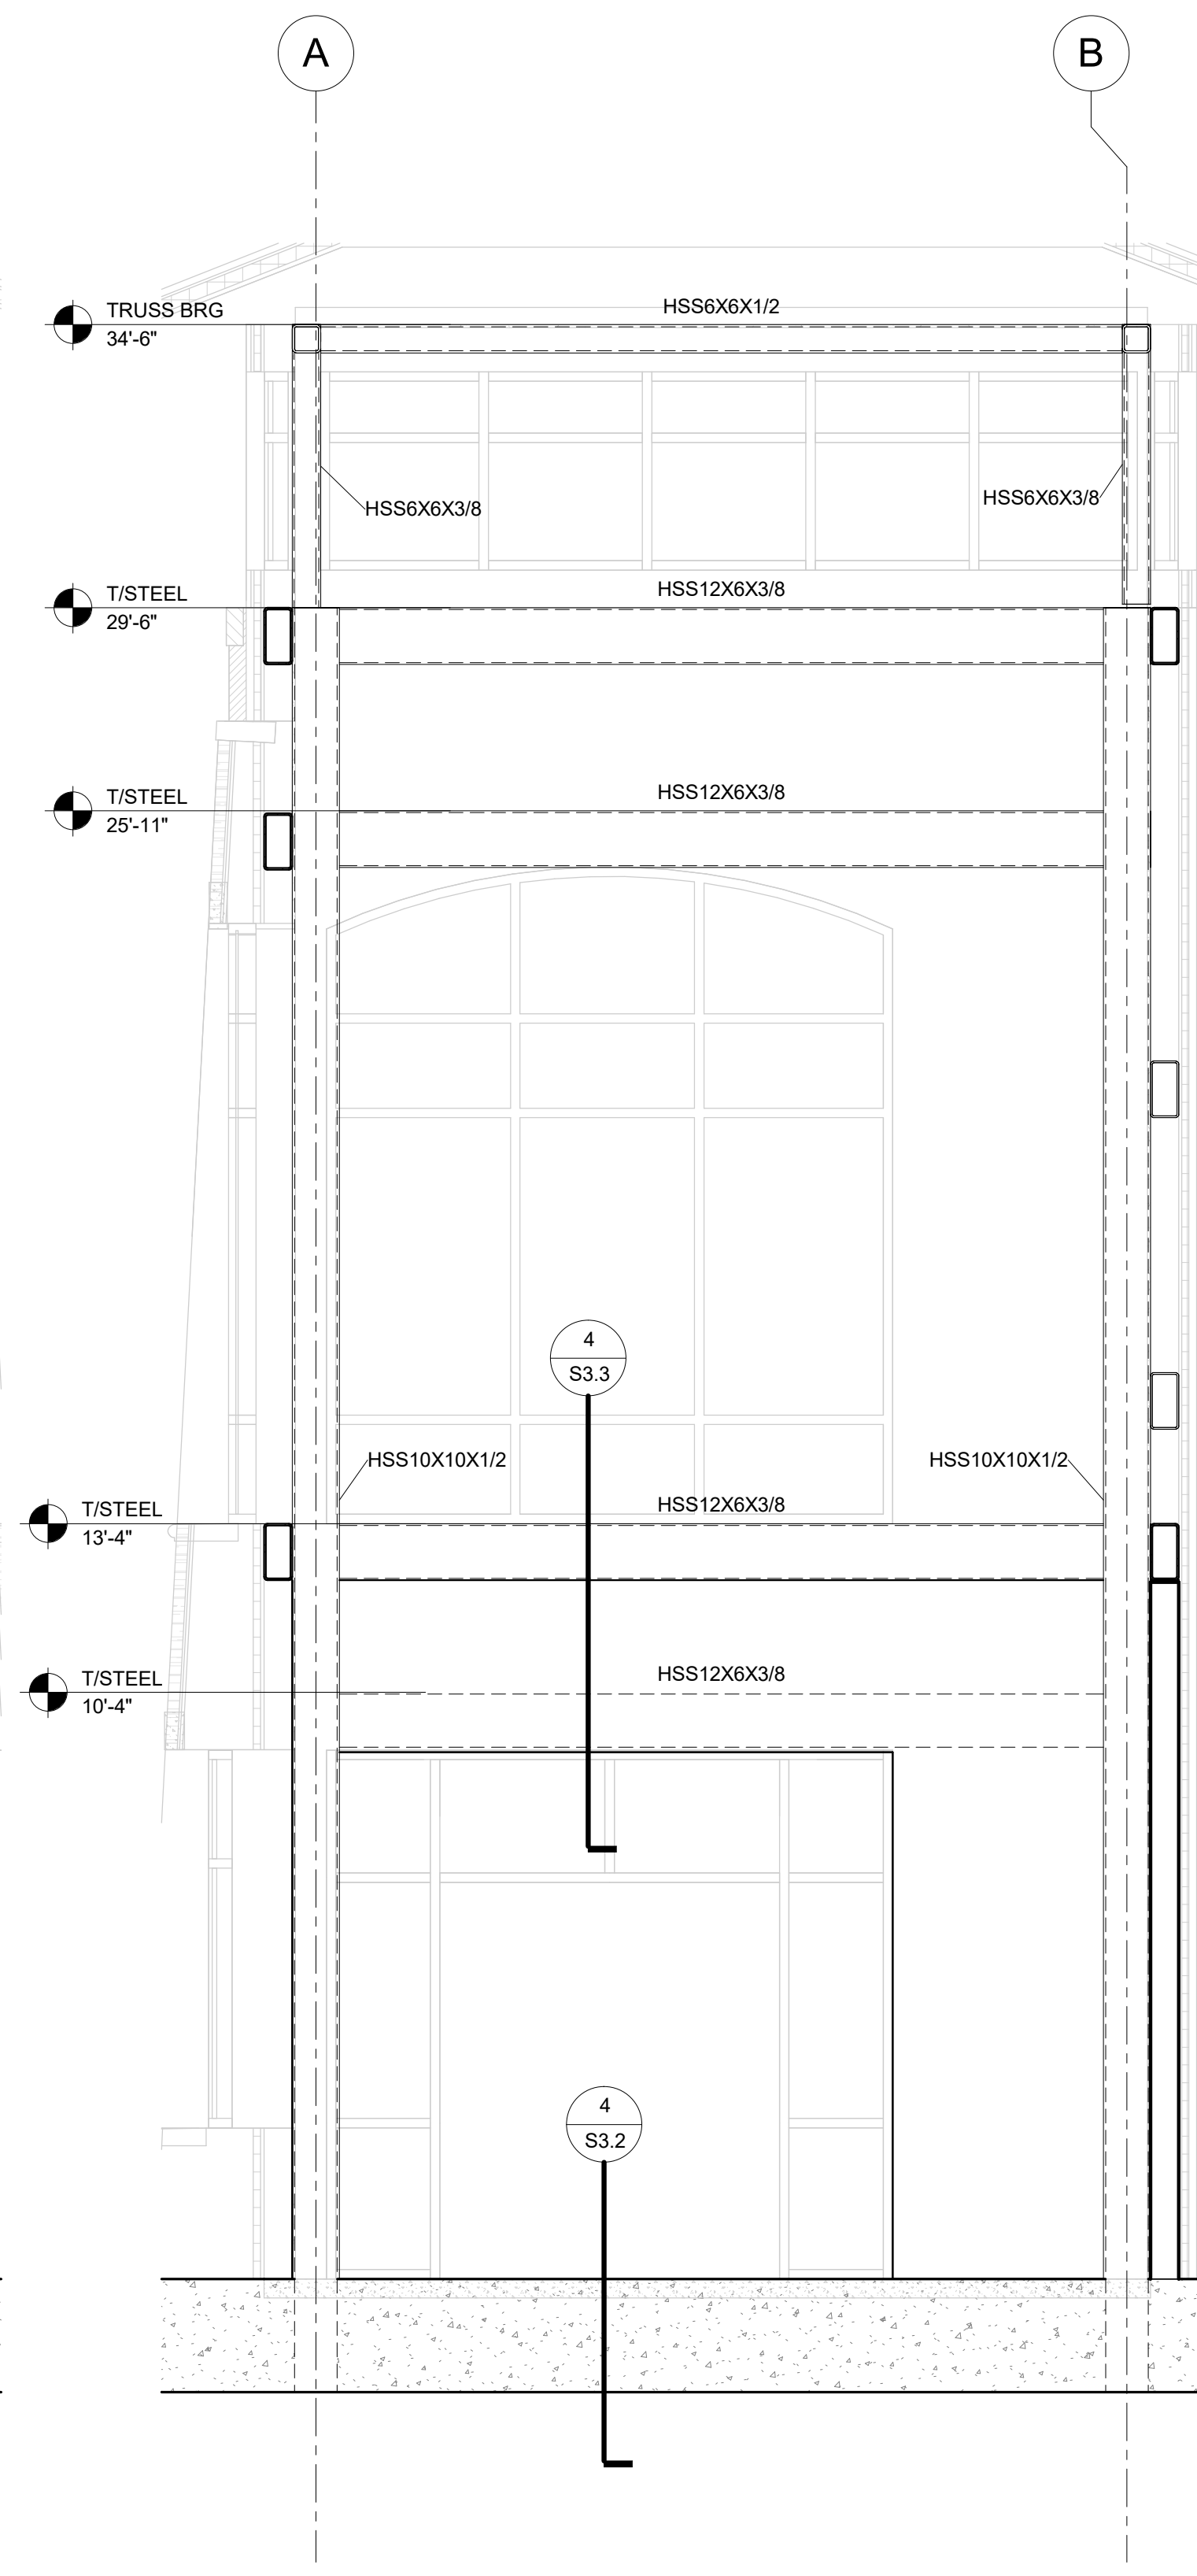 A
B
TRUSS BRG
34'-6"
HSS6X6X1/2
HSS6X6X3/8
HSS6X6X3/8
T/STEEL
29'-6"
HSS12X6X3/8
T/STEEL
25'-11"
HSS12X6X3/8
4
S3.3
HSS10X10X1/2
HSS10X10X1/2
T/STEEL
13'-4"
HSS12X6X3/8
T/STEEL
10'-4"
HSS12X6X3/8
4
S3.2